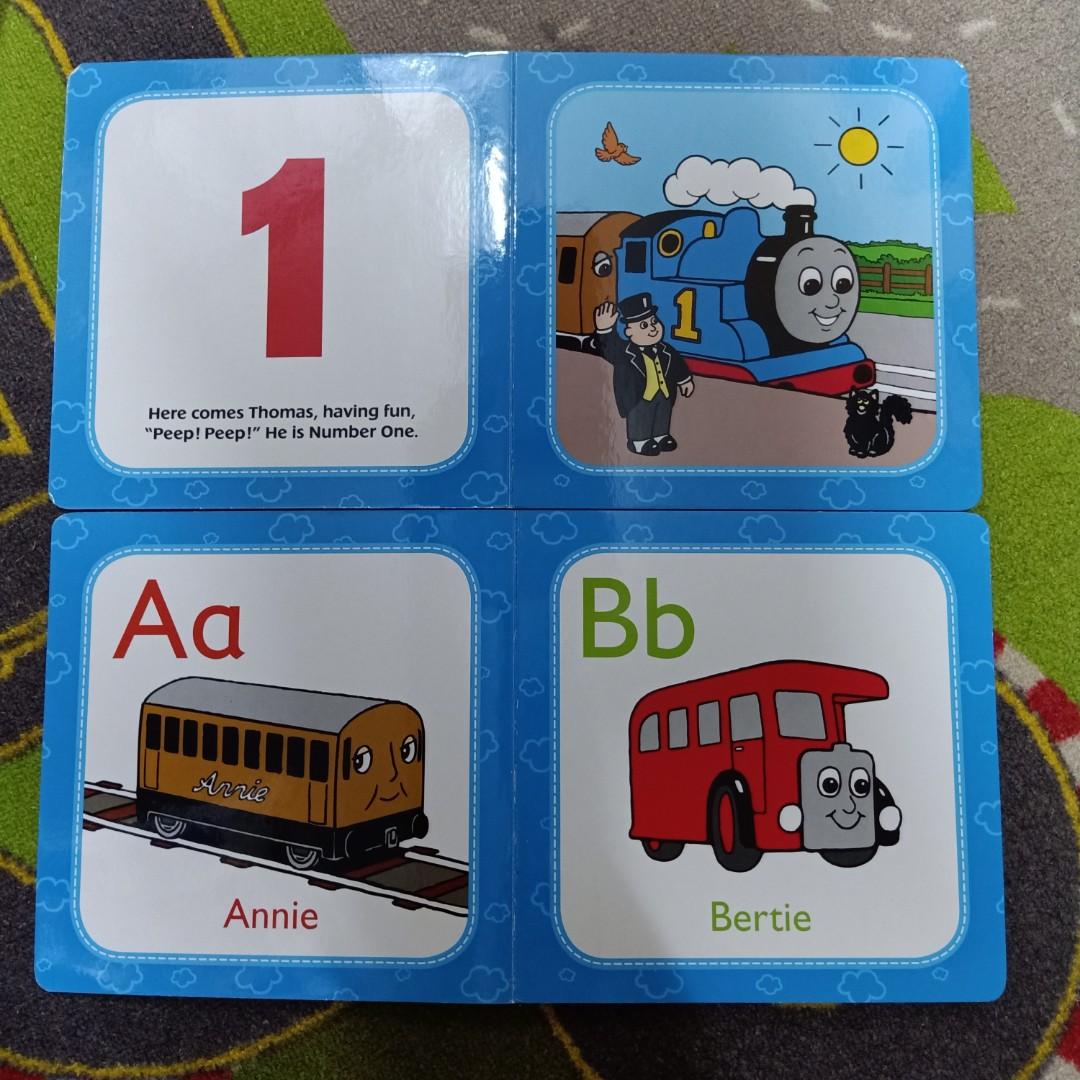 1
Here comes Thomas, having fun,
“Peep! Peep!” He is Number One.
1
Aa
Annie
Annie
Bb
Bertie